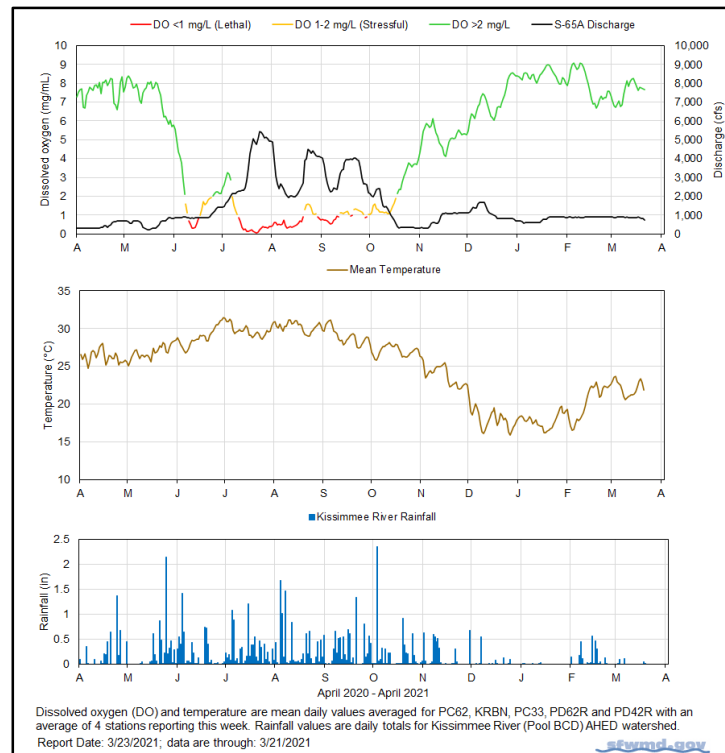 DO <1 mg/L (Lethal) DO 1-2 mg/L (Stressful) DO >2 mg/L S-65A Discharge
Dissolved oxygen (mg/mL)
10
9
8
7
6
5
4
3
2
1
0
10,000
9,000
8,000
7,000
6,000
5,000
4,000
3,000
2,000
1,000
0
Discharge (cfs)
A M J J A S O N D J F M A
Mean Temperature
Temperature (°C)
35
30
25
20
15
10
A M J J A S O N D J F M A
Kissimmee River Rainfall
Rainfall (in)
2.5
2
1.5
1
0.5
0
A M J J A S O N D J F M A
April 2020 - April 2021
Dissolved oxygen (DO) and temperature are mean daily values averaged for PC62, KRBN, PC33, PD62R and PD42R with an
average of 4 stations reporting this week. Rainfall values are daily totals for Kissimmee River (Pool BCD) AHED watershed.
Report Date: 3/23/2021; data are through: 3/21/2021
sfwmd.gov